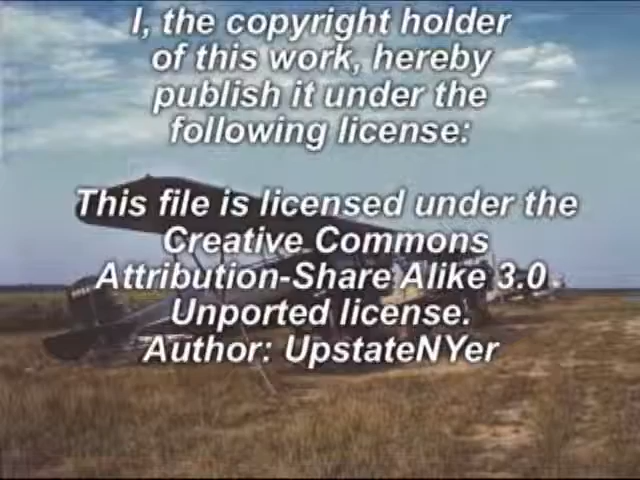 I, the copyright holder
of this work, hereby
publish it under the
following license:
This file is licensed under the
Creative Commons
Attribution-Share Alike 3.0
Unported license.
Author: UpstateNYer